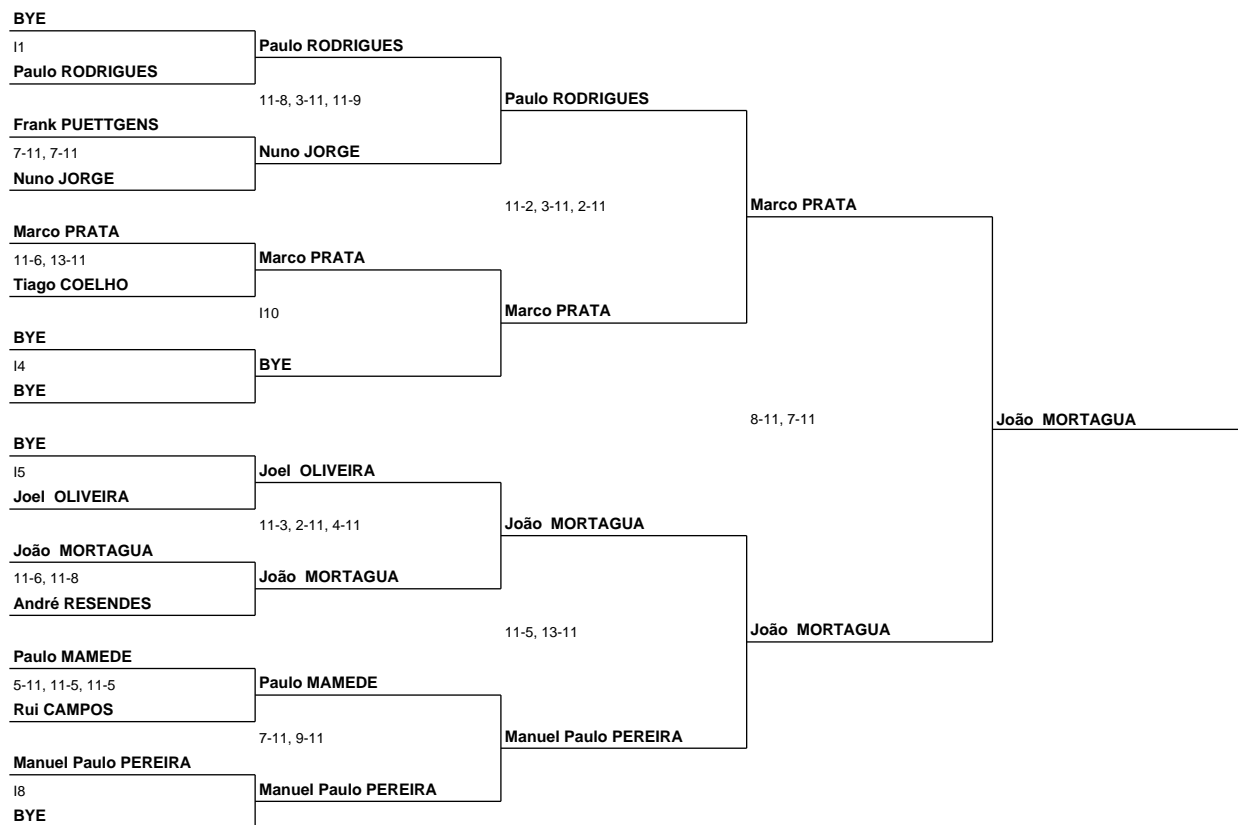 BYE
I1
Paulo RODRIGUES
Paulo RODRIGUES
11-8, 3-11, 11-9
Paulo RODRIGUES
Frank PUETTGENS
7-11, 7-11
Nuno JORGE
Nuno JORGE
11-2, 3-11, 2-11
Marco PRATA
Marco PRATA
11-6, 13-11
Tiago COELHO
Marco PRATA
I10
Marco PRATA
BYE
I4
BYE
BYE
8-11, 7-11
João MORTAGUA
BYE
I5
Joel OLIVEIRA
Joel OLIVEIRA
11-3, 2-11, 4-11
João MORTAGUA
João MORTAGUA
11-6, 11-8
André RESENDES
João MORTAGUA
11-5, 13-11
João MORTAGUA
Paulo MAMEDE
5-11, 11-5, 11-5
Rui CAMPOS
Paulo MAMEDE
7-11, 9-11
Manuel Paulo PEREIRA
Manuel Paulo PEREIRA
I8
BYE
Manuel Paulo PEREIRA